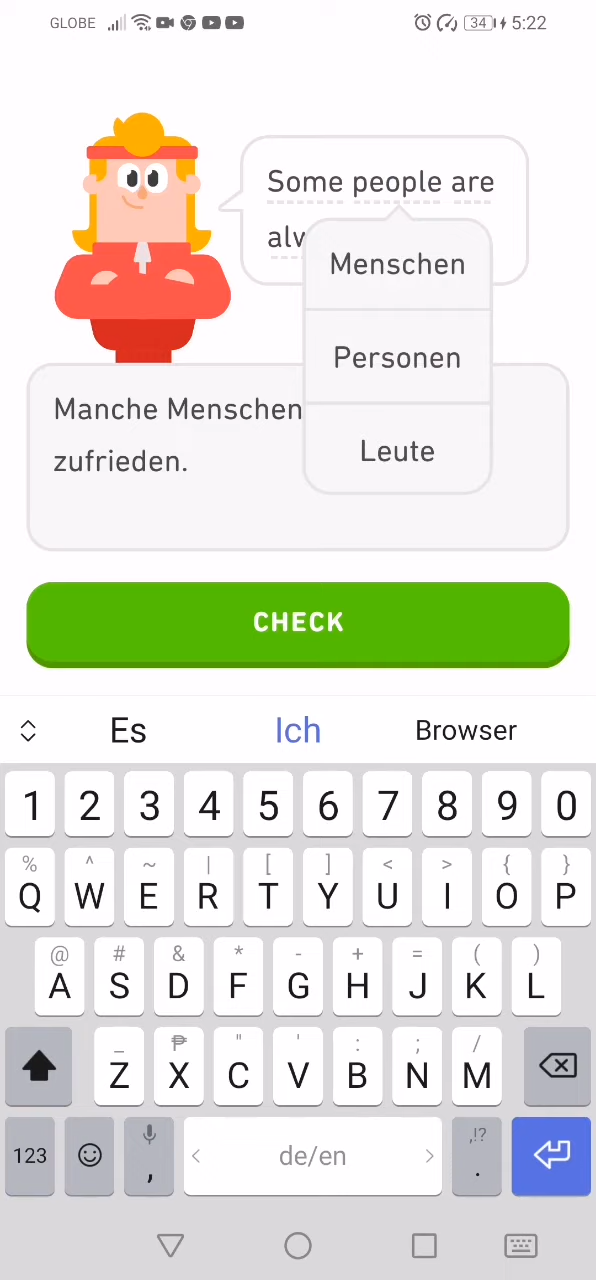 GLOBE 34 5:22
Some people are
Menschen
Personen
Leute
Manche Menschen
zufrieden.
CHECK
Es Ich Browser
1 2 3 4 5 6 7 8 9 0
% ^ ~ | [ ] < > { }
Q W E R T Y U I O P
@ # & * - + = ( )
A S D F G H J K L
_ ₱ " ' : ; /
Z X C V B N M
123 , < de/en > ,!? .